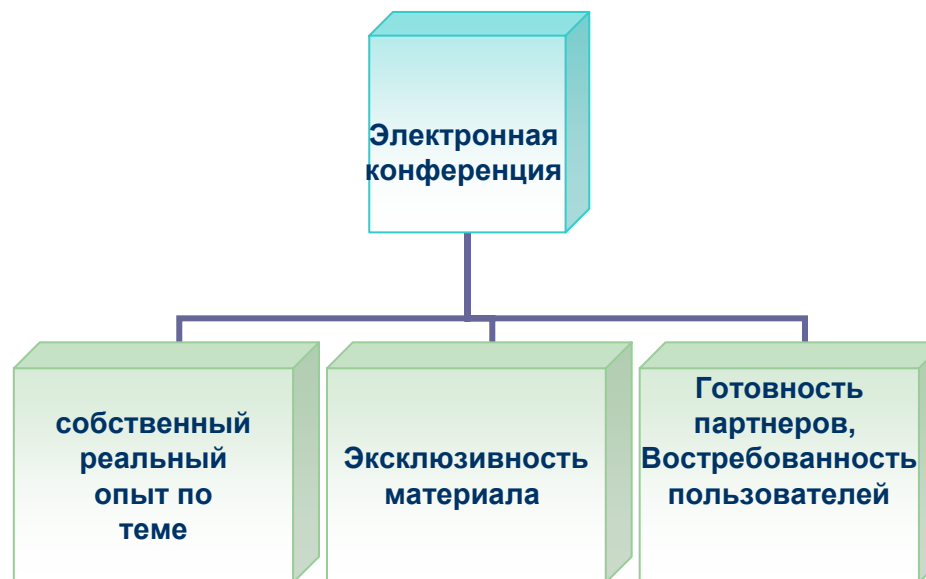 Электронная
конференция
собственный
реальный
опыт по
теме
Эксклюзивность
материала
Готовность
партнеров,
Востребованность
пользователей